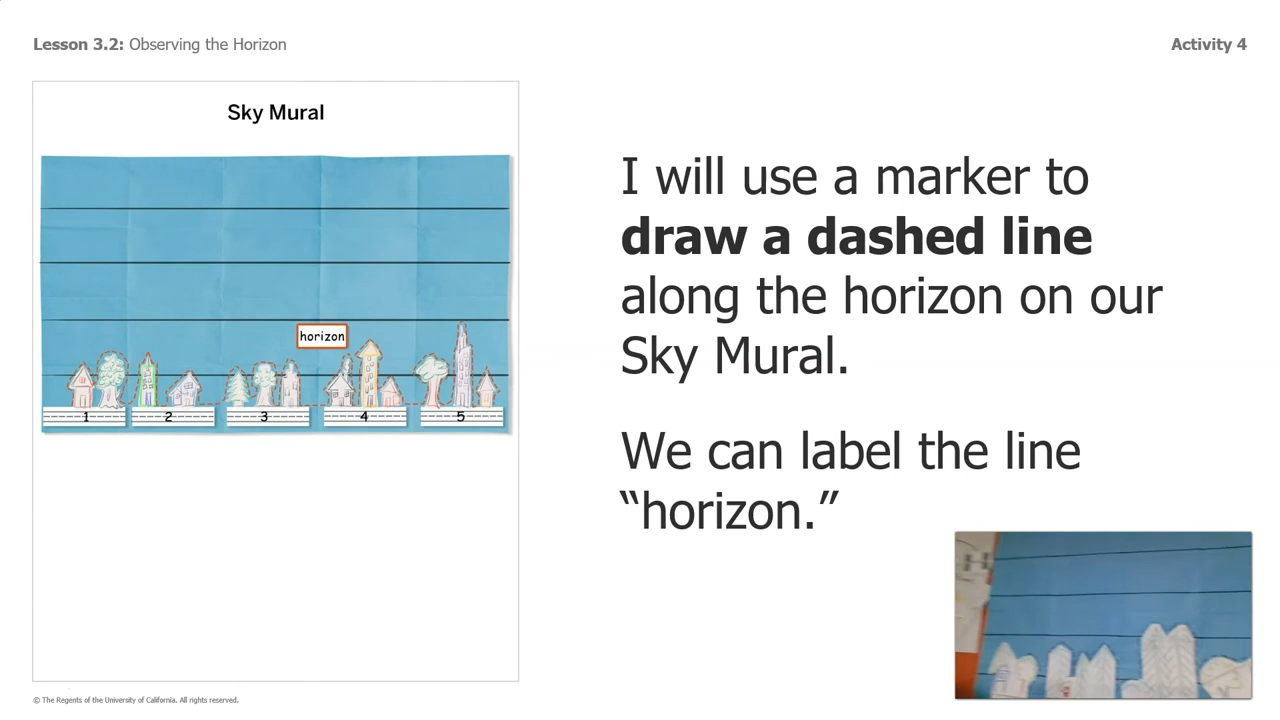 Lesson 3.2: Observing the Horizon
Activity 4
Sky Mural
horizon
1 2 3 4 5
I will use a marker to
draw a dashed line
along the horizon on our
Sky Mural.
We can label the line
“horizon.”
© The Regents of the University of California. All rights reserved.